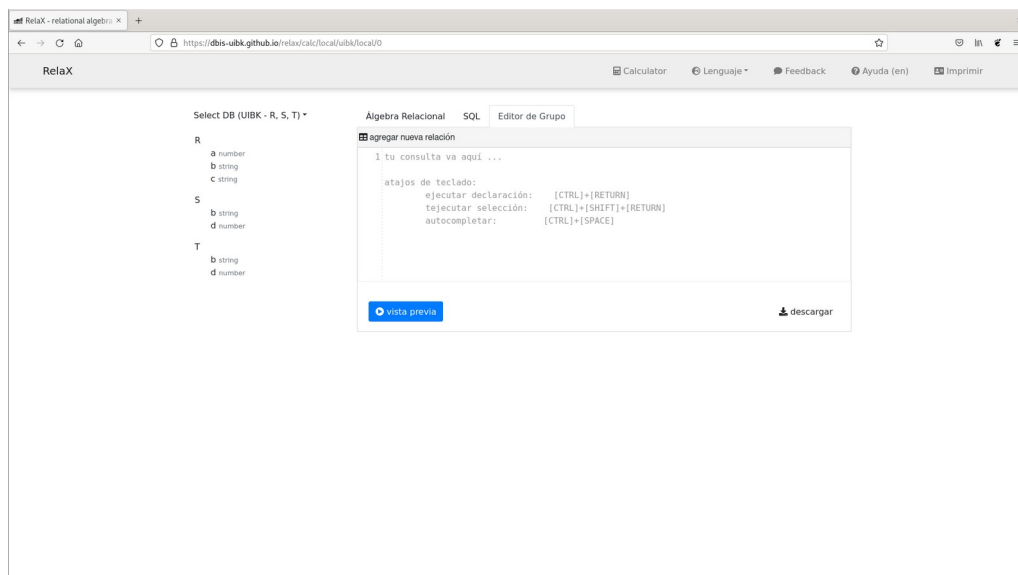 RelaX - relational algebra × +
https://dbis-uibk.github.io/relax/calc/local/uibk/local/0
RelaX Calculator Lenguaje Feedback Ayuda (en) Imprimir
Select DB (UIBK - R, S, T) Álgebra Relacional SQL Editor de Grupo
R
a number
b string
c string
S
b string
d number
T
b string
d number
agregar nueva relación
1 tu consulta va aquí ...
atajos de teclado:
ejecutar declaración: [CTRL]+[RETURN]
tejecutar selección: [CTRL]+[SHIFT]+[RETURN]
autocompletar: [CTRL]+[SPACE]
vista previa descargar